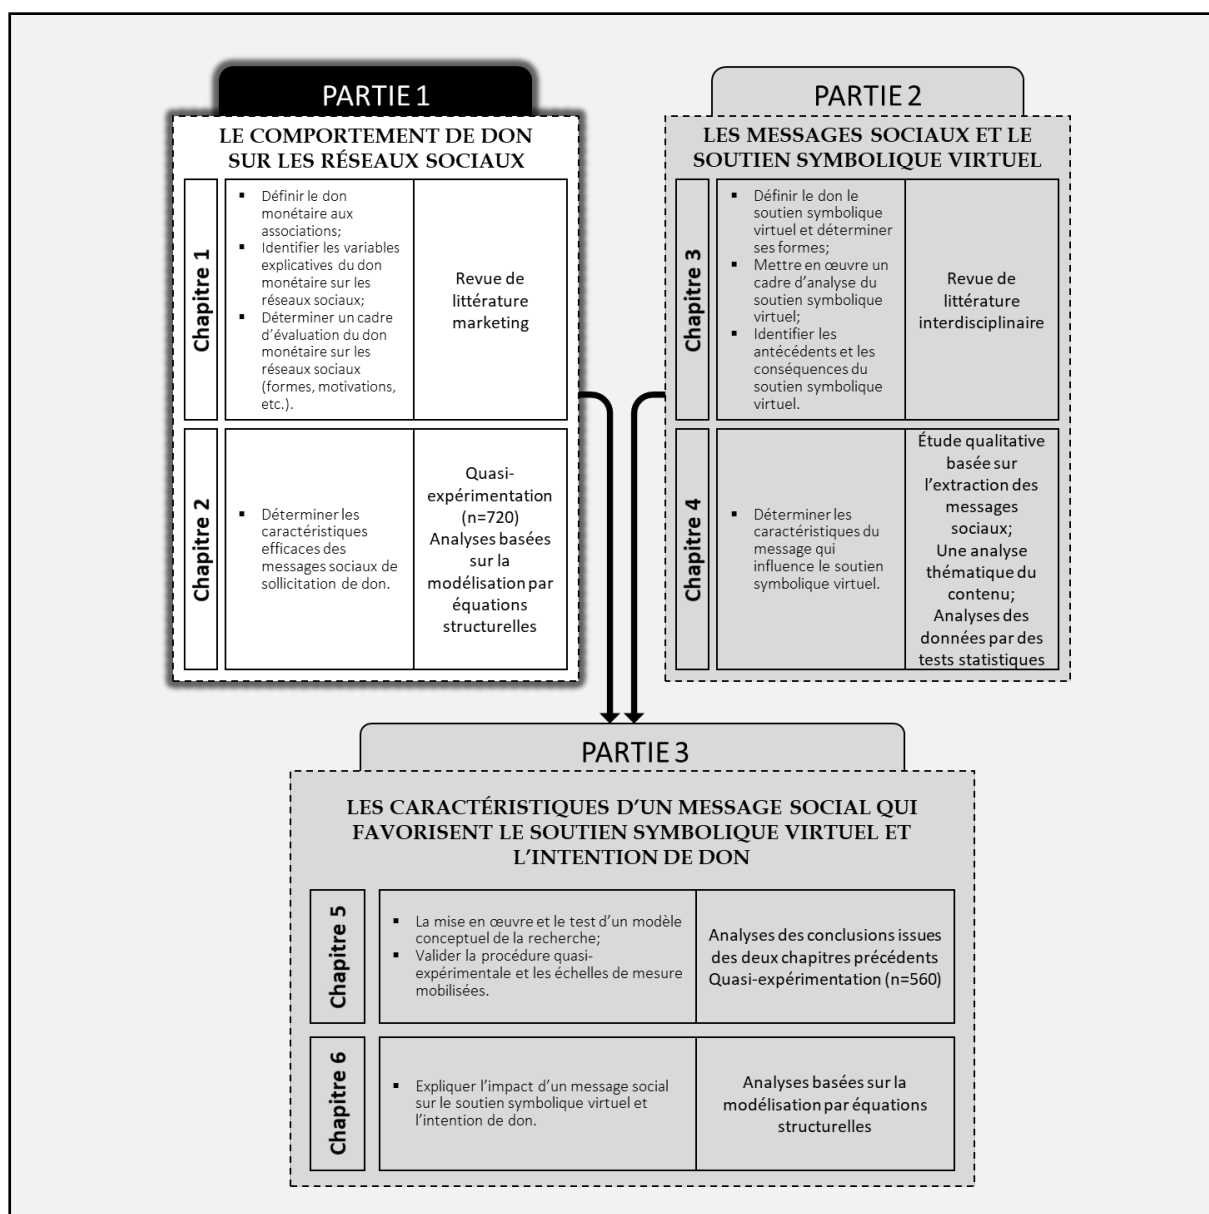 PARTIE 1
LE COMPORTEMENT DE DON
SUR LES RÉSEAUX SOCIAUX
Chapitre 1
▪ Définir le don
monétaire aux
associations;
▪ Identifier les variables
explicatives du don
monétaire sur les
réseaux sociaux;
▪ Déterminer un cadre
d’évaluation du don
monétaire sur les
réseaux sociaux
(formes, motivations,
etc.).
Revue de
littérature
marketing
Chapitre 2
▪ Déterminer les
caractéristiques
efficaces des
messages sociaux de
sollicitation de don.
Quasi-
expérimentation
(n=720)
Analyses basées
sur la
modélisation par
équations
structurelles
PARTIE 2
LES MESSAGES SOCIAUX ET LE
SOUTIEN SYMBOLIQUE VIRTUEL
Chapitre 3
▪ Définir le don le
soutien symbolique
virtuel et déterminer
ses formes;
▪ Mettre en œuvre un
cadre d’analyse du
soutien symbolique
virtuel;
▪ Identifier les
antécédents et les
conséquences du
soutien symbolique
virtuel.
Revue de
littérature
interdisciplinaire
Chapitre 4
▪ Déterminer les
caractéristiques du
message qui
influence le soutien
symbolique virtuel.
Étude qualitative
basée sur
l’extraction des
messages
sociaux;
Une analyse
thématique du
contenu;
Analyses des
données par des
tests statistiques
PARTIE 3
LES CARACTÉRISTIQUES D’UN MESSAGE SOCIAL QUI
FAVORISENT LE SOUTIEN SYMBOLIQUE VIRTUEL ET
L’INTENTION DE DON
Chapitre 5
▪ La mise en œuvre et le test d’un modèle
conceptuel de la recherche;
▪ Valider la procédure quasi-
expérimentale et les échelles de mesure
mobilisées.
Analyses des conclusions issues
des deux chapitres précédents
Quasi-expérimentation (n=560)
Chapitre 6
▪ Expliquer l’impact d’un message social
sur le soutien symbolique virtuel et
l’intention de don.
Analyses basées sur la
modélisation par équations
structurelles